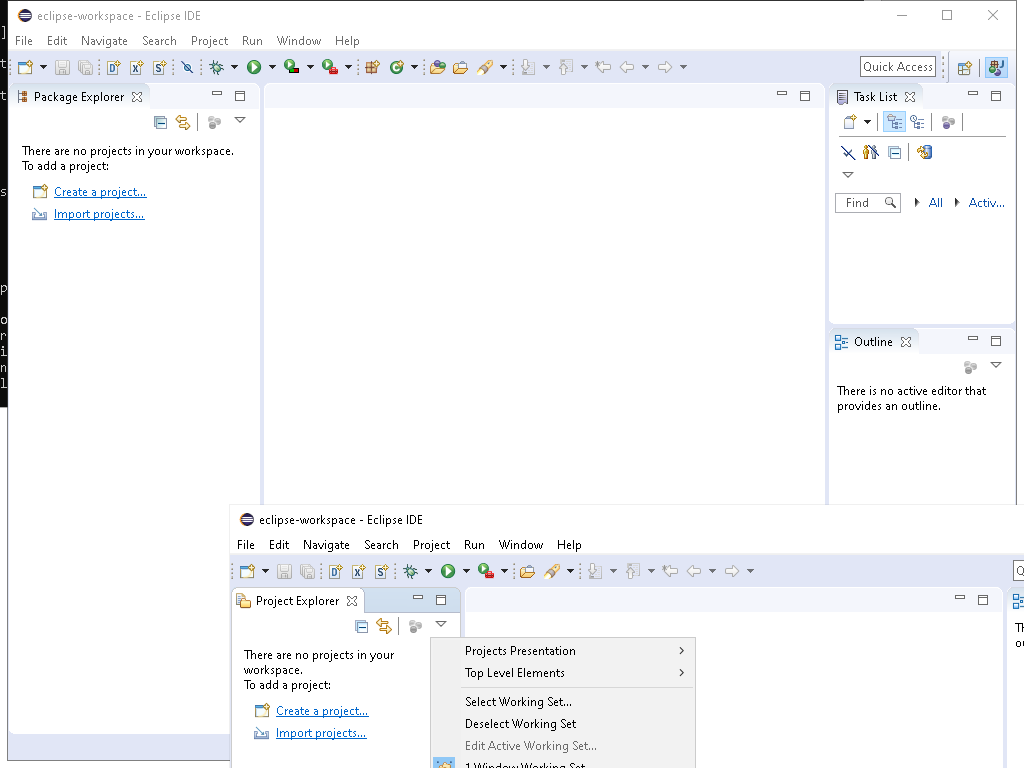 eclipse-workspace - Eclipse IDE
File Edit Navigate Search Project Run Window Help
Quick Access
Package Explorer
There are no projects in your workspace.
To add a project:
Create a project...
Import projects...
Task List
Find All Activ...
Outline
There is no active editor that
provides an outline.
eclipse-workspace - Eclipse IDE
File Edit Navigate Search Project Run Window Help
Project Explorer
There are no projects in your
workspace.
To add a project:
Create a project...
Import projects...
Projects Presentation
Top Level Elements
Select Working Set...
Deselect Working Set
Edit Active Working Set...
1 Window Working Set